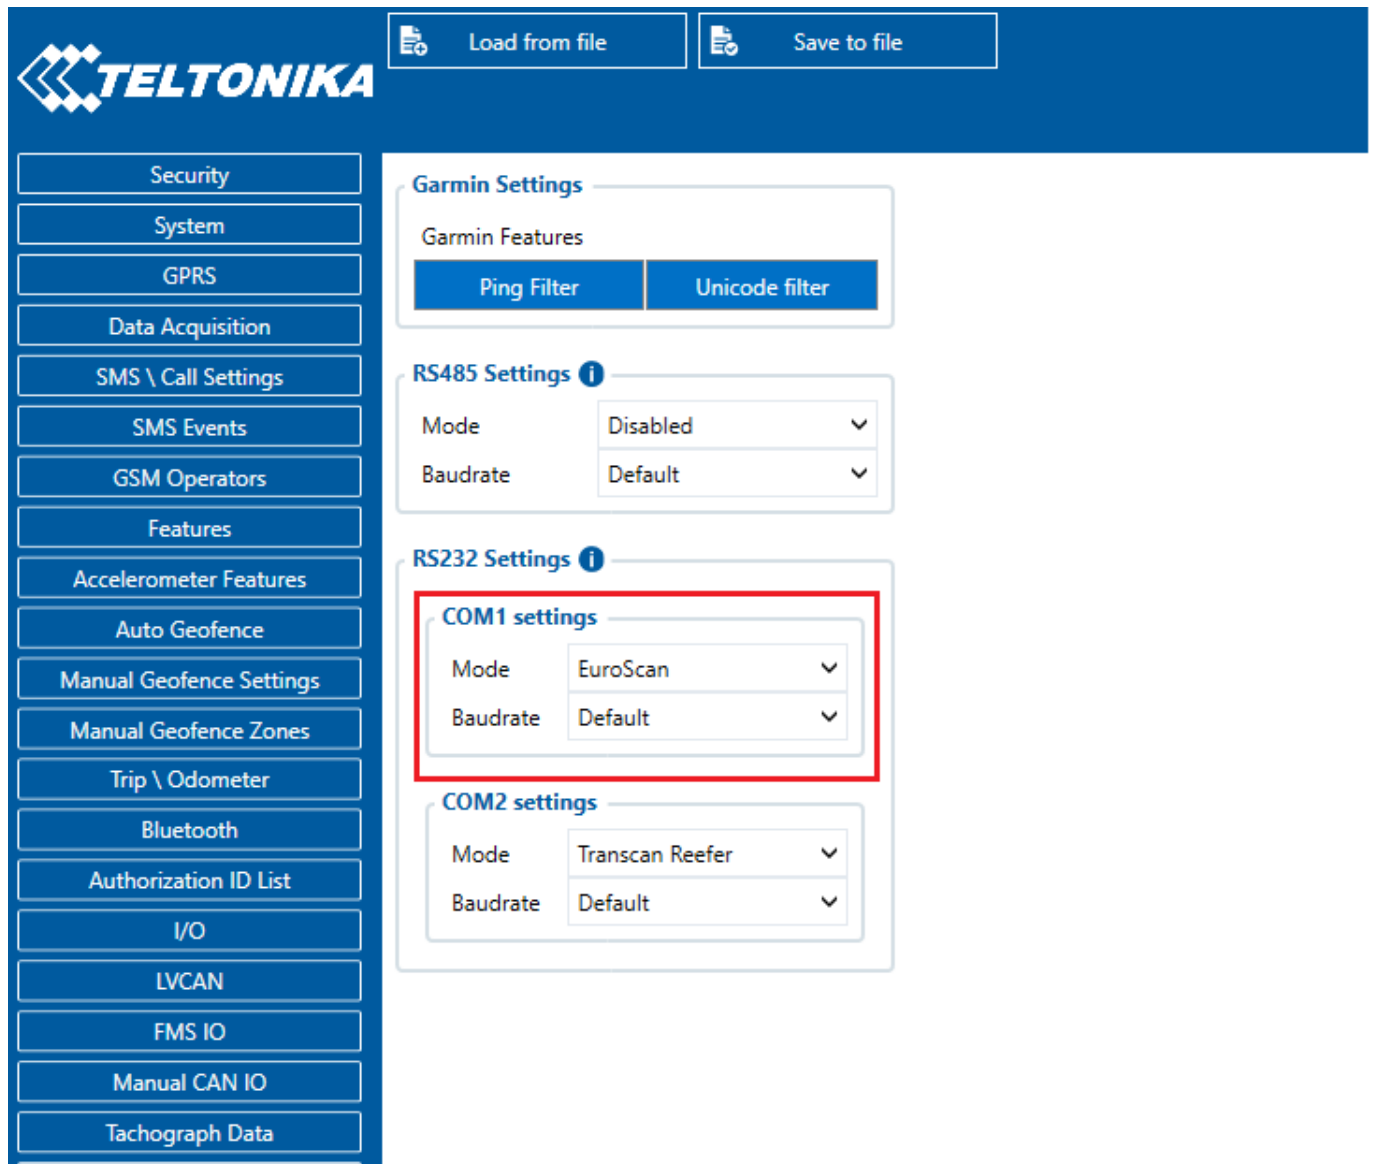 TELTONIKA
Load from file
Save to file
Security
System
GPRS
Data Acquisition
SMS \ Call Settings
SMS Events
GSM Operators
Features
Accelerometer Features
Auto Geofence
Manual Geofence Settings
Manual Geofence Zones
Trip \ Odometer
Bluetooth
Authorization ID List
I/O
LVCAN
FMS IO
Manual CAN IO
Tachograph Data
Garmin Settings
Garmin Features
Ping Filter Unicode filter
RS485 Settings i
Mode Disabled
Baudrate Default
RS232 Settings i
COM1 settings
Mode EuroScan
Baudrate Default
COM2 settings
Mode Transcan Reefer
Baudrate Default